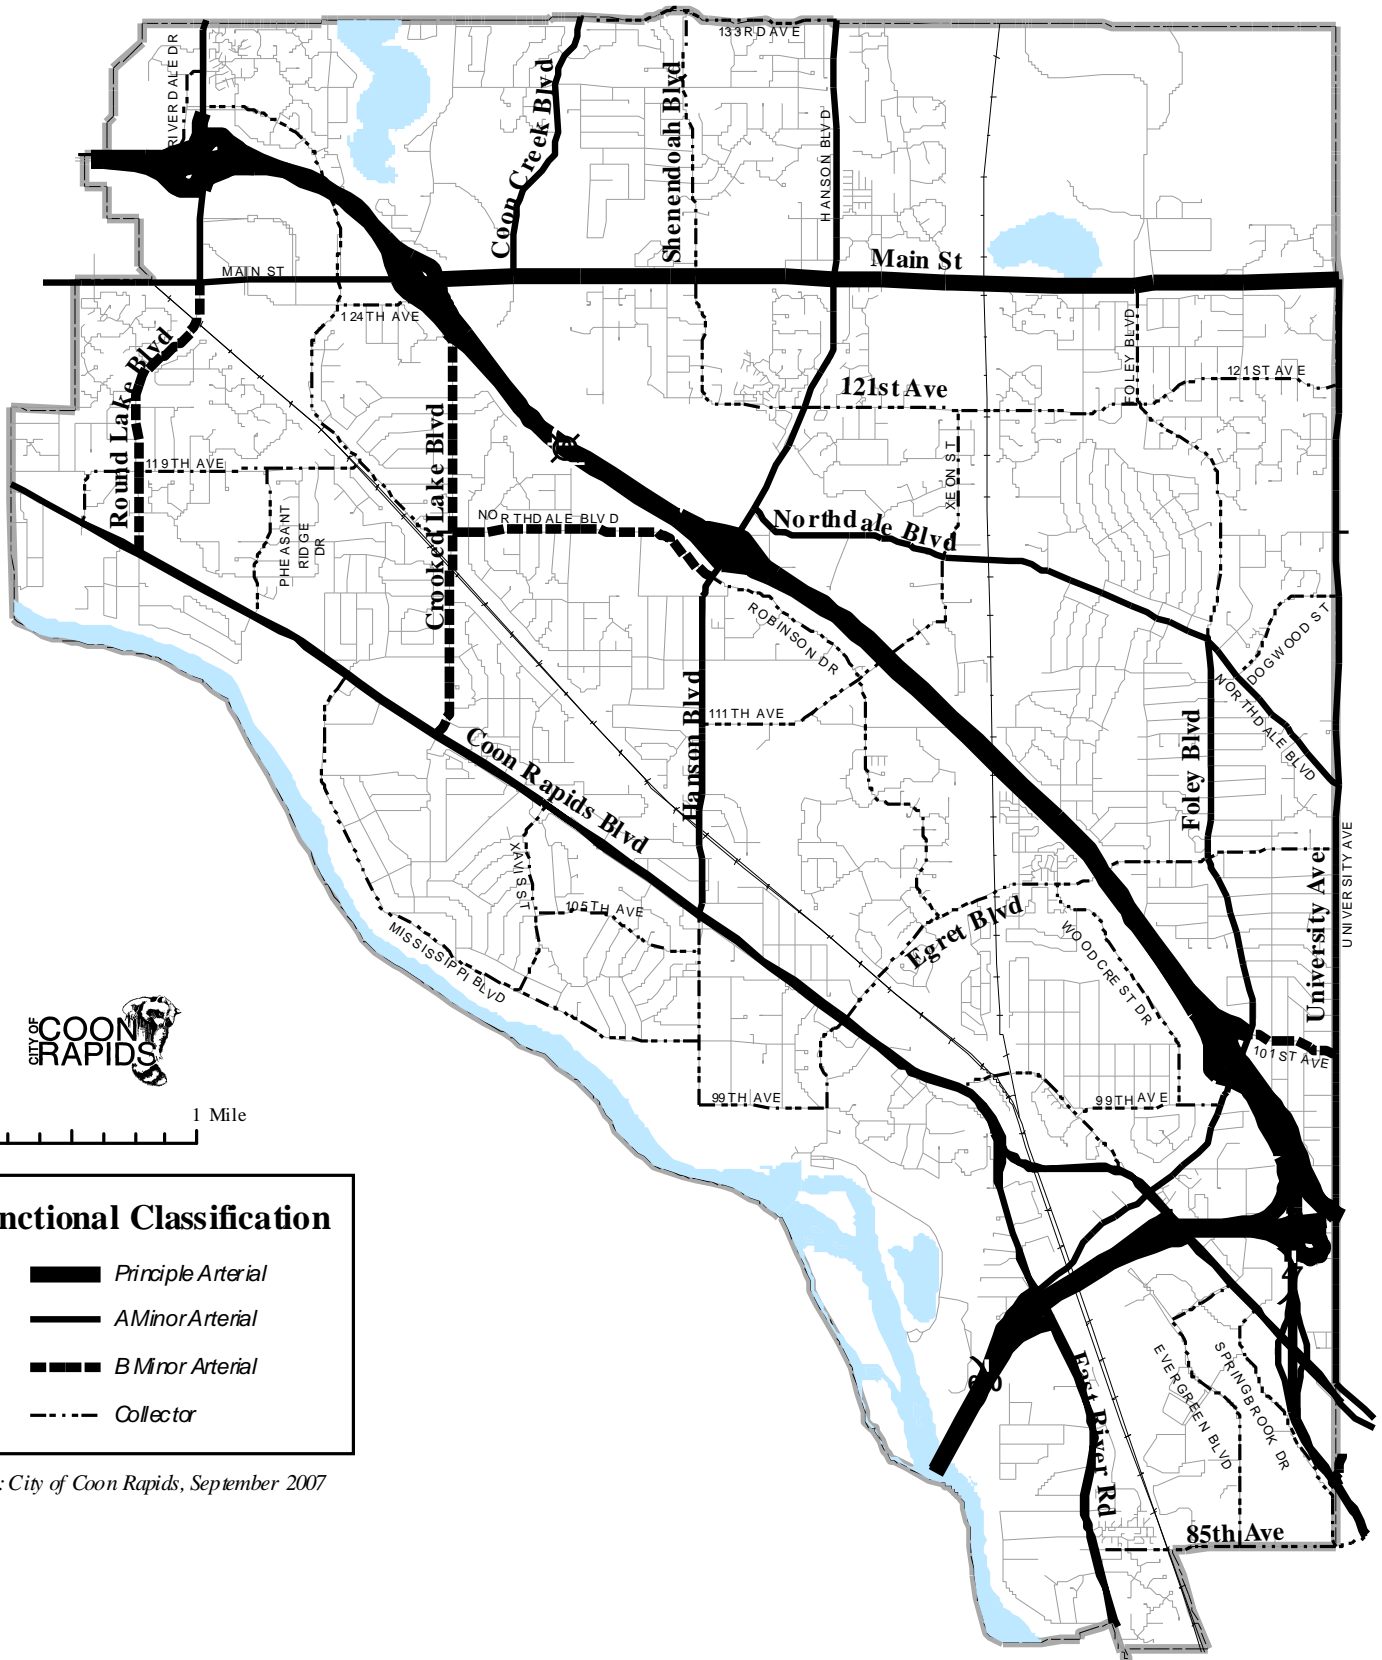 133RD AVE
RIVERDALE DR
Coon Creek Blvd
Shenendoah Blvd
HANSON BLVD
Main St
MAIN ST
124TH AVE
FOLEY BLVD
Round Lake Blvd
121ST AVE
121st Ave
Crooked Lake Blvd
119TH AVE
XEON ST
NORTHDALE BLVD
Northdale Blvd
PHEASANT
RIDGE
DR
ROBINSON DR
DOGWOOD ST
NORTHDALE BLVD
Hanson Blvd
111TH AVE
Foley Blvd
Coon Rapids Blvd
UNIVERSITY AVE
University Ave
XAVIS ST
105TH AVE
Egret Blvd
WOODCREST DR
MISSISSIPPI BLVD
CITY OF
COON
RAPIDS
101ST AVE
99TH AVE
99TH AVE
1 Mile
nctional Classification
Principle Arterial
A Minor Arterial
B Minor Arterial
Collector
: City of Coon Rapids, September 2007
East River Rd
EVERGREEN BLVD
SPRINGBROOK DR
85th Ave